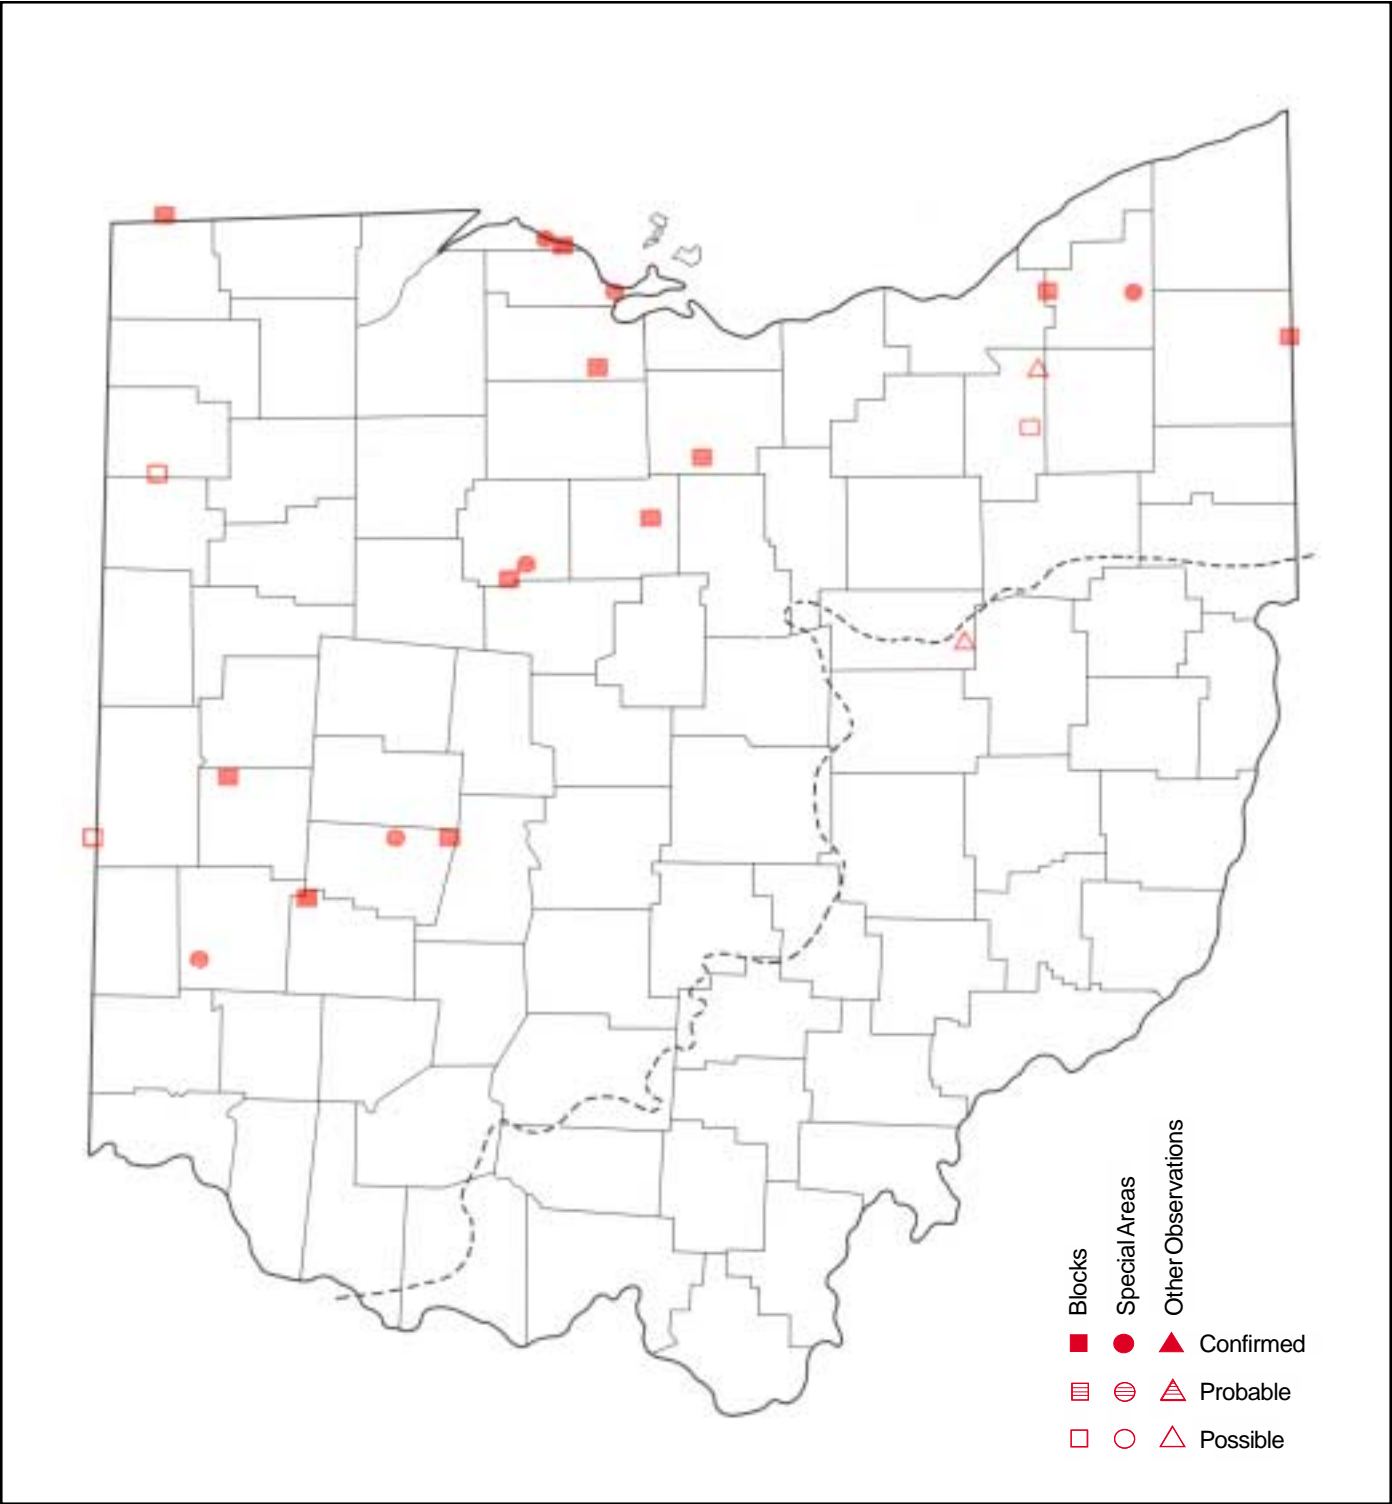 Blocks
Special Areas
Other Observations
Confirmed
Probable
Possible